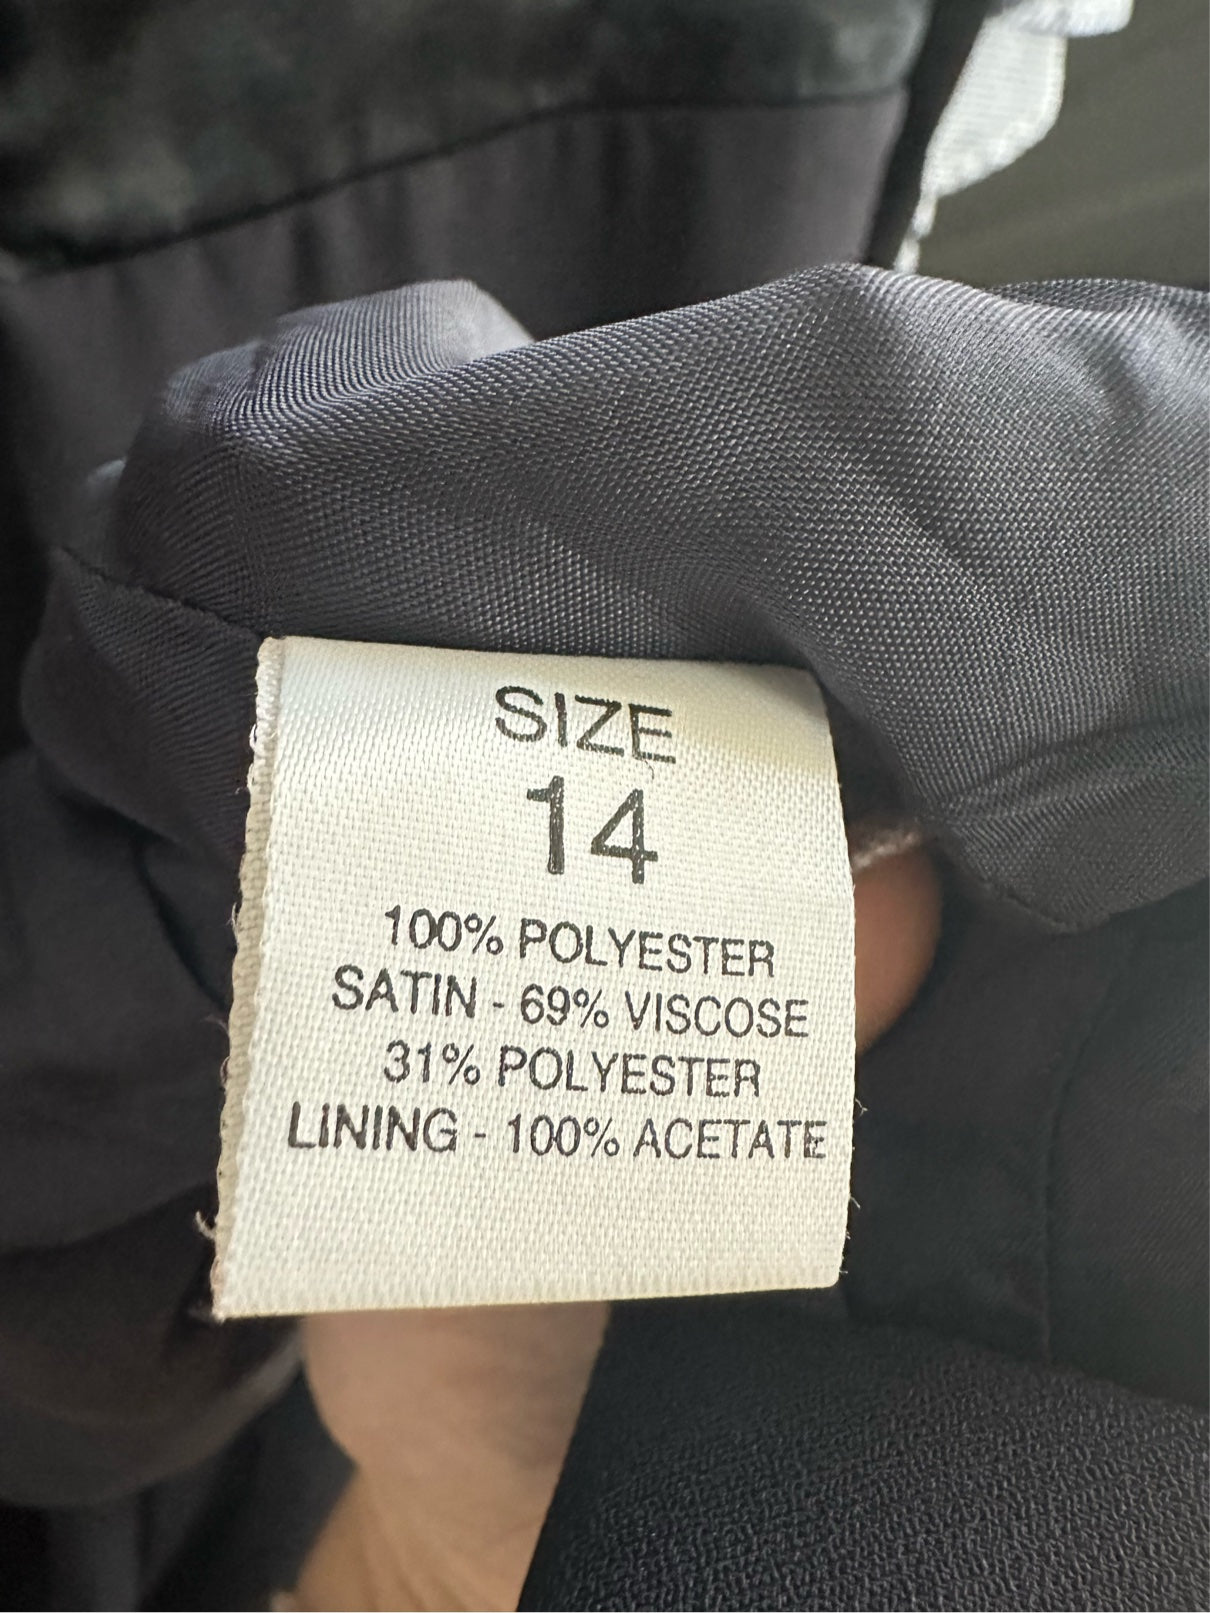 SIZE
14
100% POLYESTER
SATIN - 69% VISCOSE
31% POLYESTER
LINING - 100% ACETATE